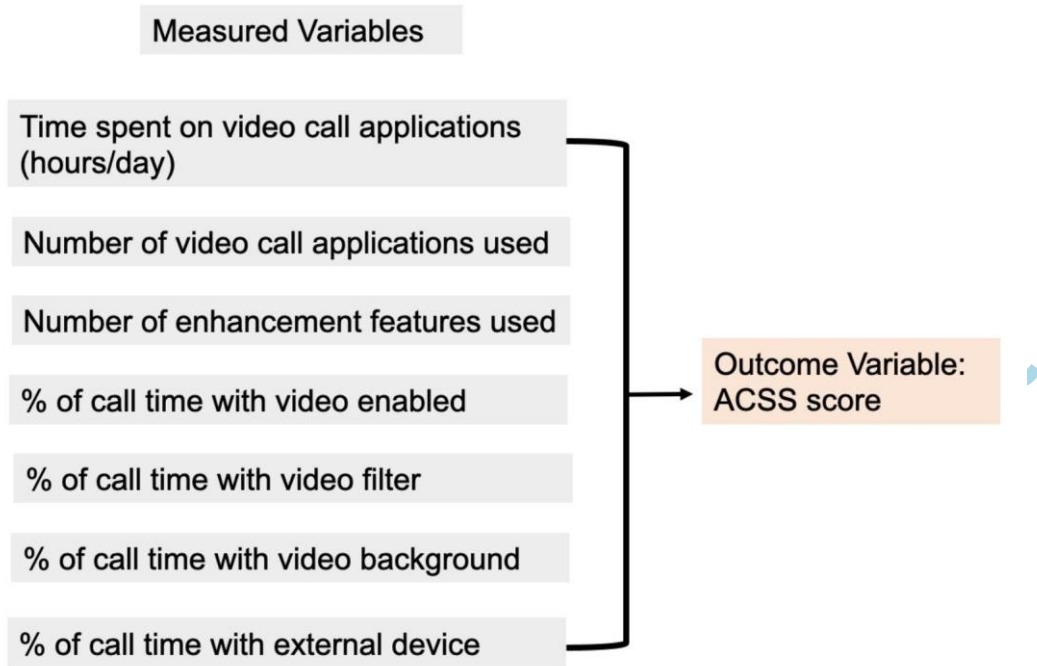 Measured Variables
Time spent on video call applications
(hours/day)
Number of video call applications used
Number of enhancement features used
% of call time with video enabled
% of call time with video filter
% of call time with video background
% of call time with external device
Outcome Variable:
ACSS score